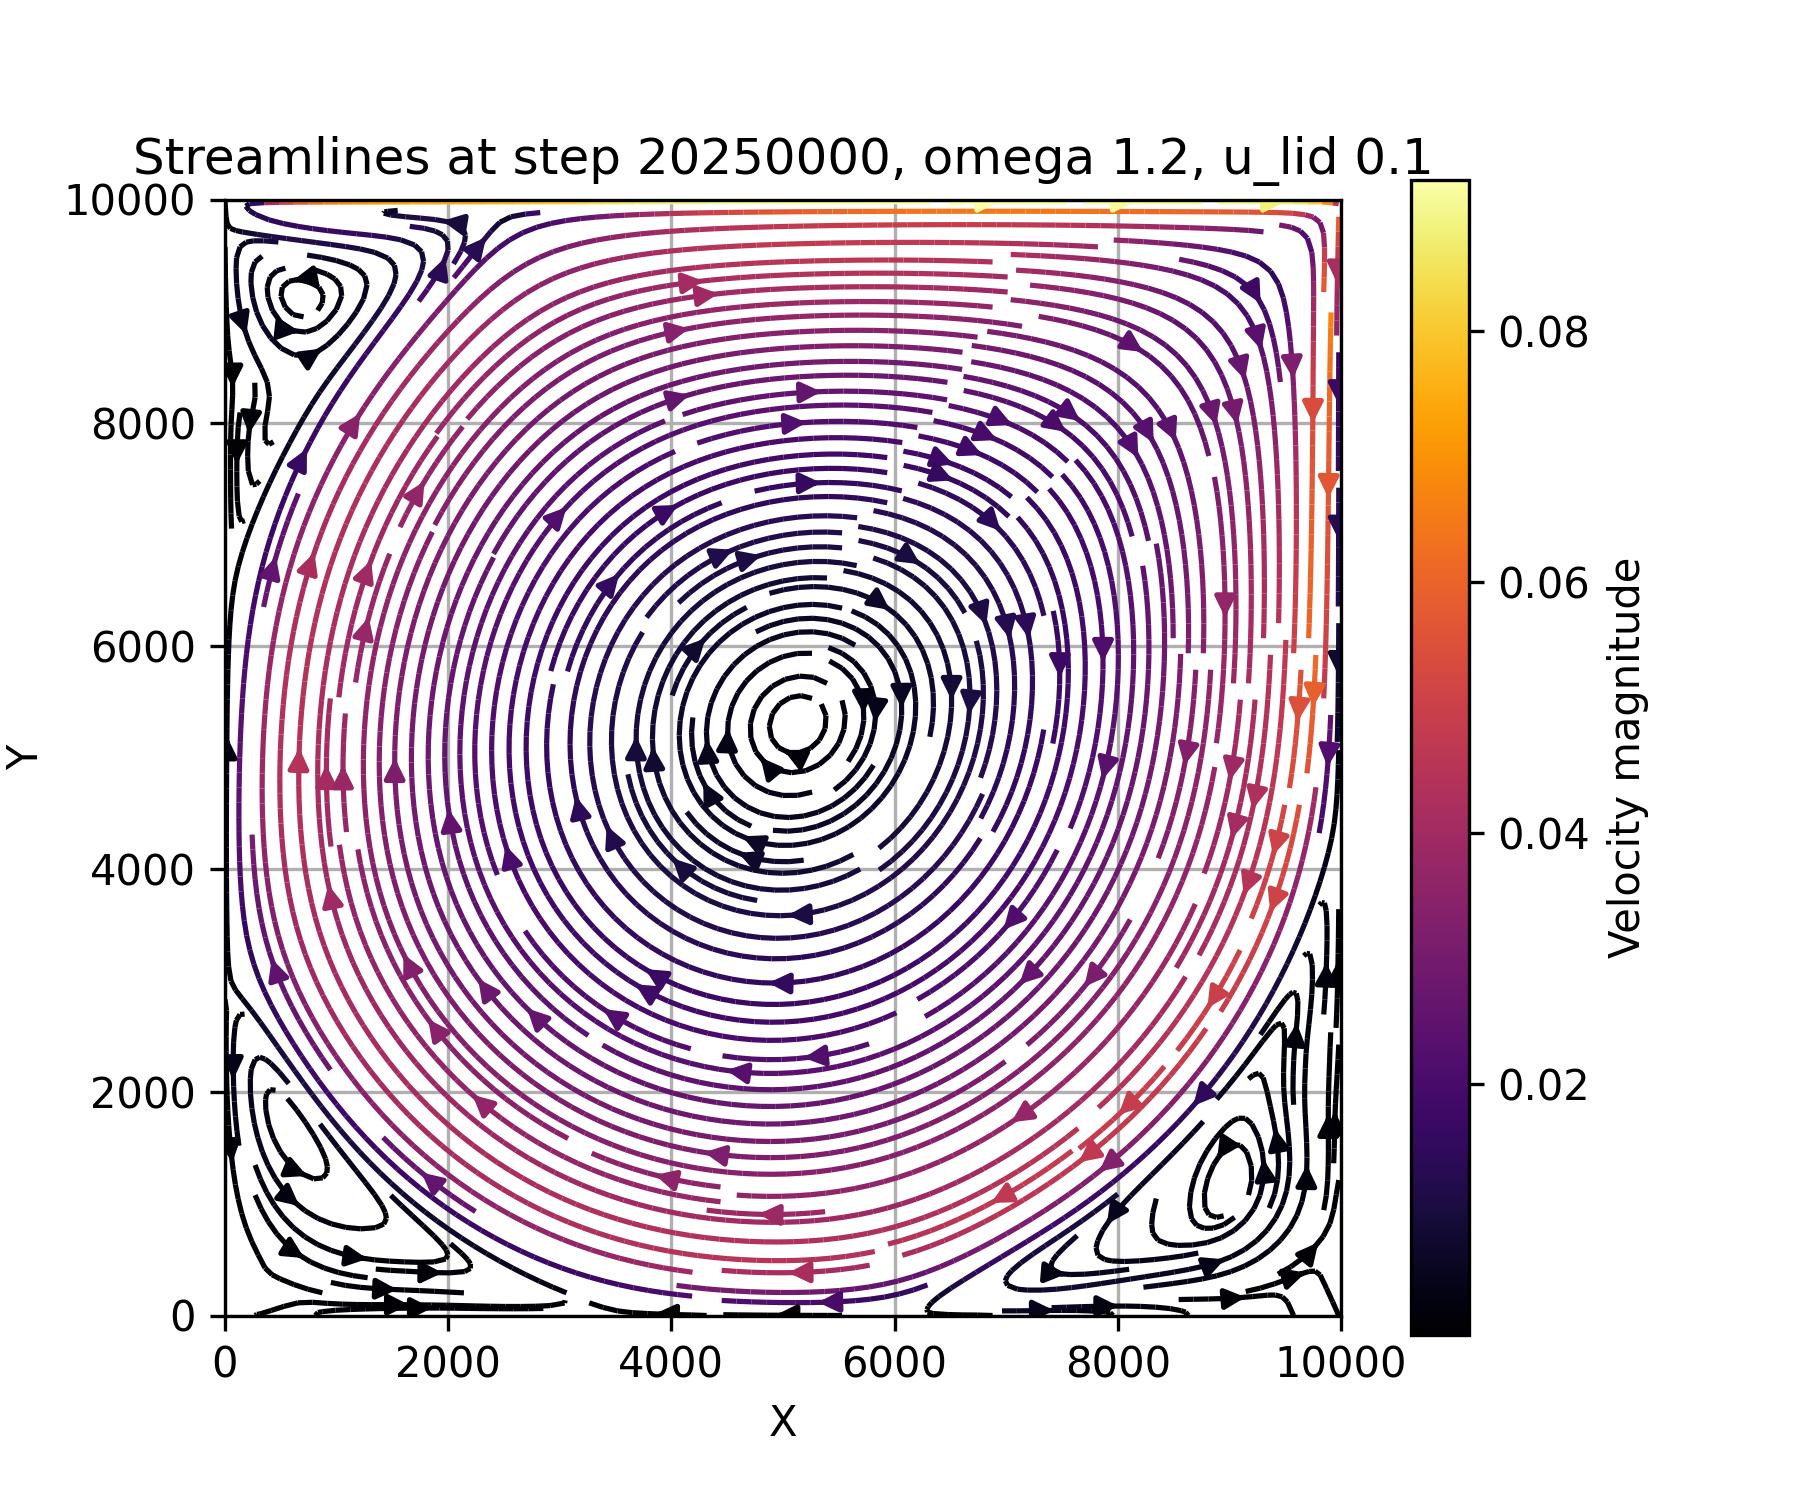 Streamlines at step 20250000, omega 1.2, u_lid 0.1
10000
8000
6000
4000
2000
0
Y
0 2000 4000 6000 8000 10000
X
0.08
0.06
0.04
0.02
Velocity magnitude